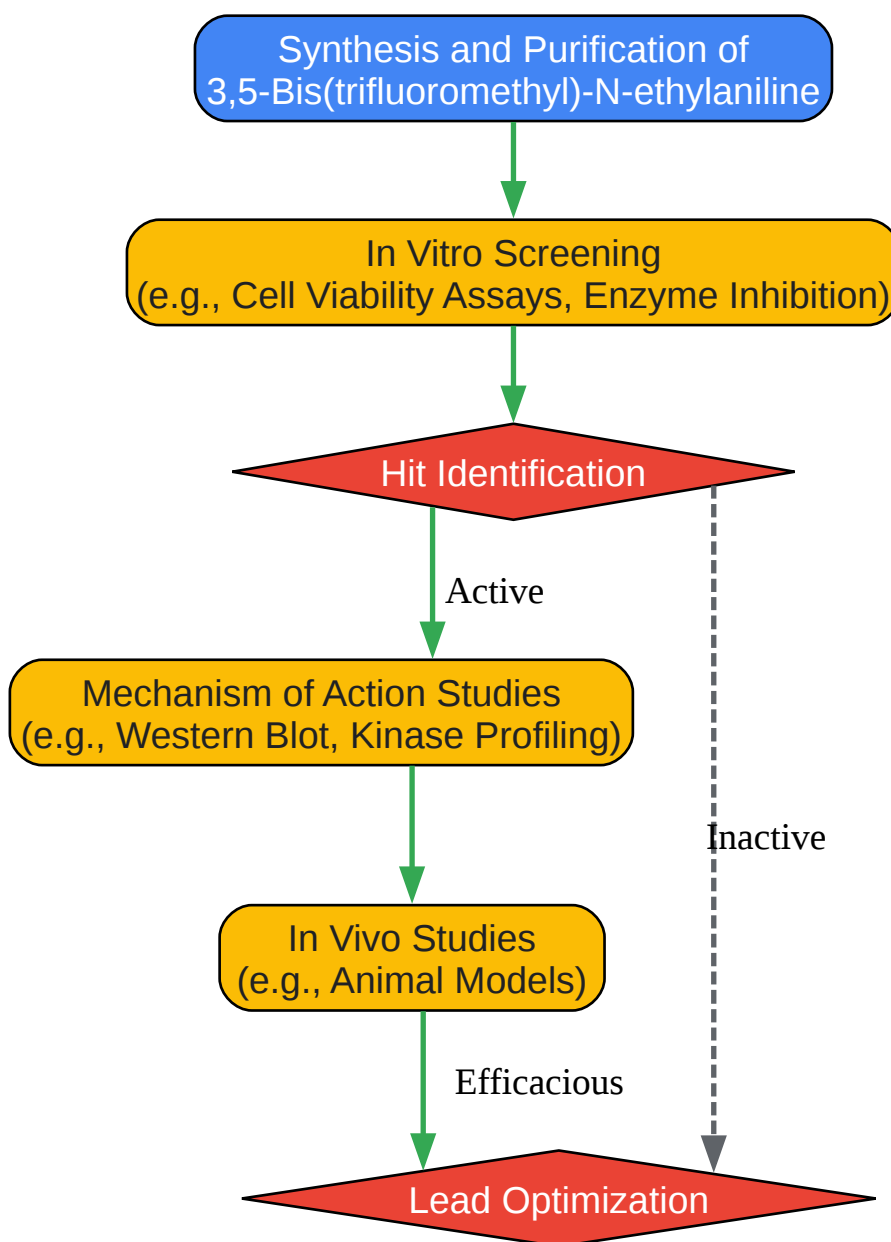 Synthesis and Purification of
3,5-Bis(trifluoromethyl)-N-ethylaniline
In Vitro Screening
(e.g., Cell Viability Assays, Enzyme Inhibition)
Hit Identification
Active
Mechanism of Action Studies
(e.g., Western Blot, Kinase Profiling)
Inactive
In Vivo Studies
(e.g., Animal Models)
Efficacious
Lead Optimization